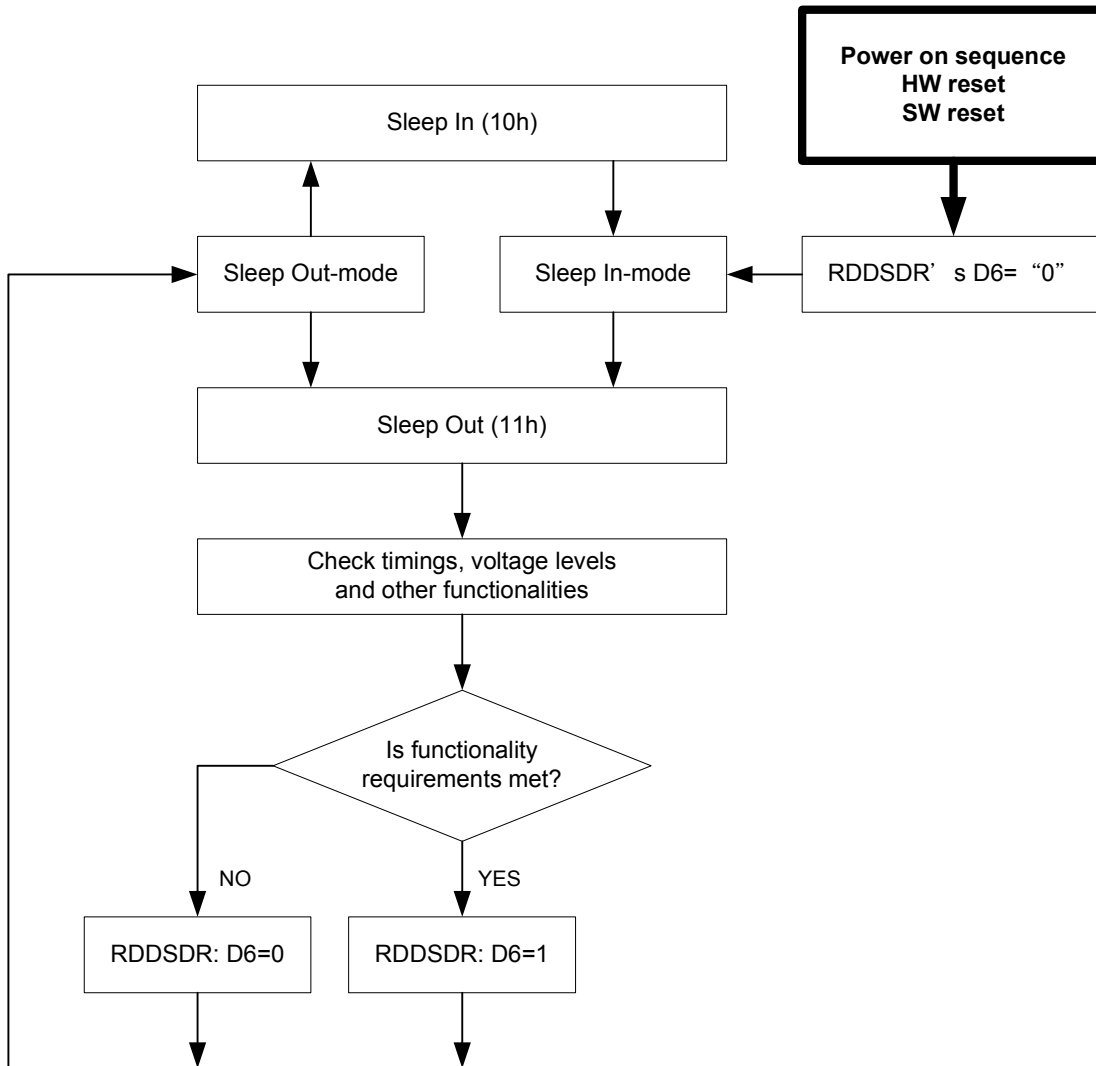 Power on sequence
HW reset
SW reset
Sleep In (10h)
Sleep Out-mode
Sleep In-mode
RDDSDR’ s D6= “0”
Sleep Out (11h)
Check timings, voltage levels
and other functionalities
Is functionality
requirements met?
NO
YES
RDDSDR: D6=0
RDDSDR: D6=1